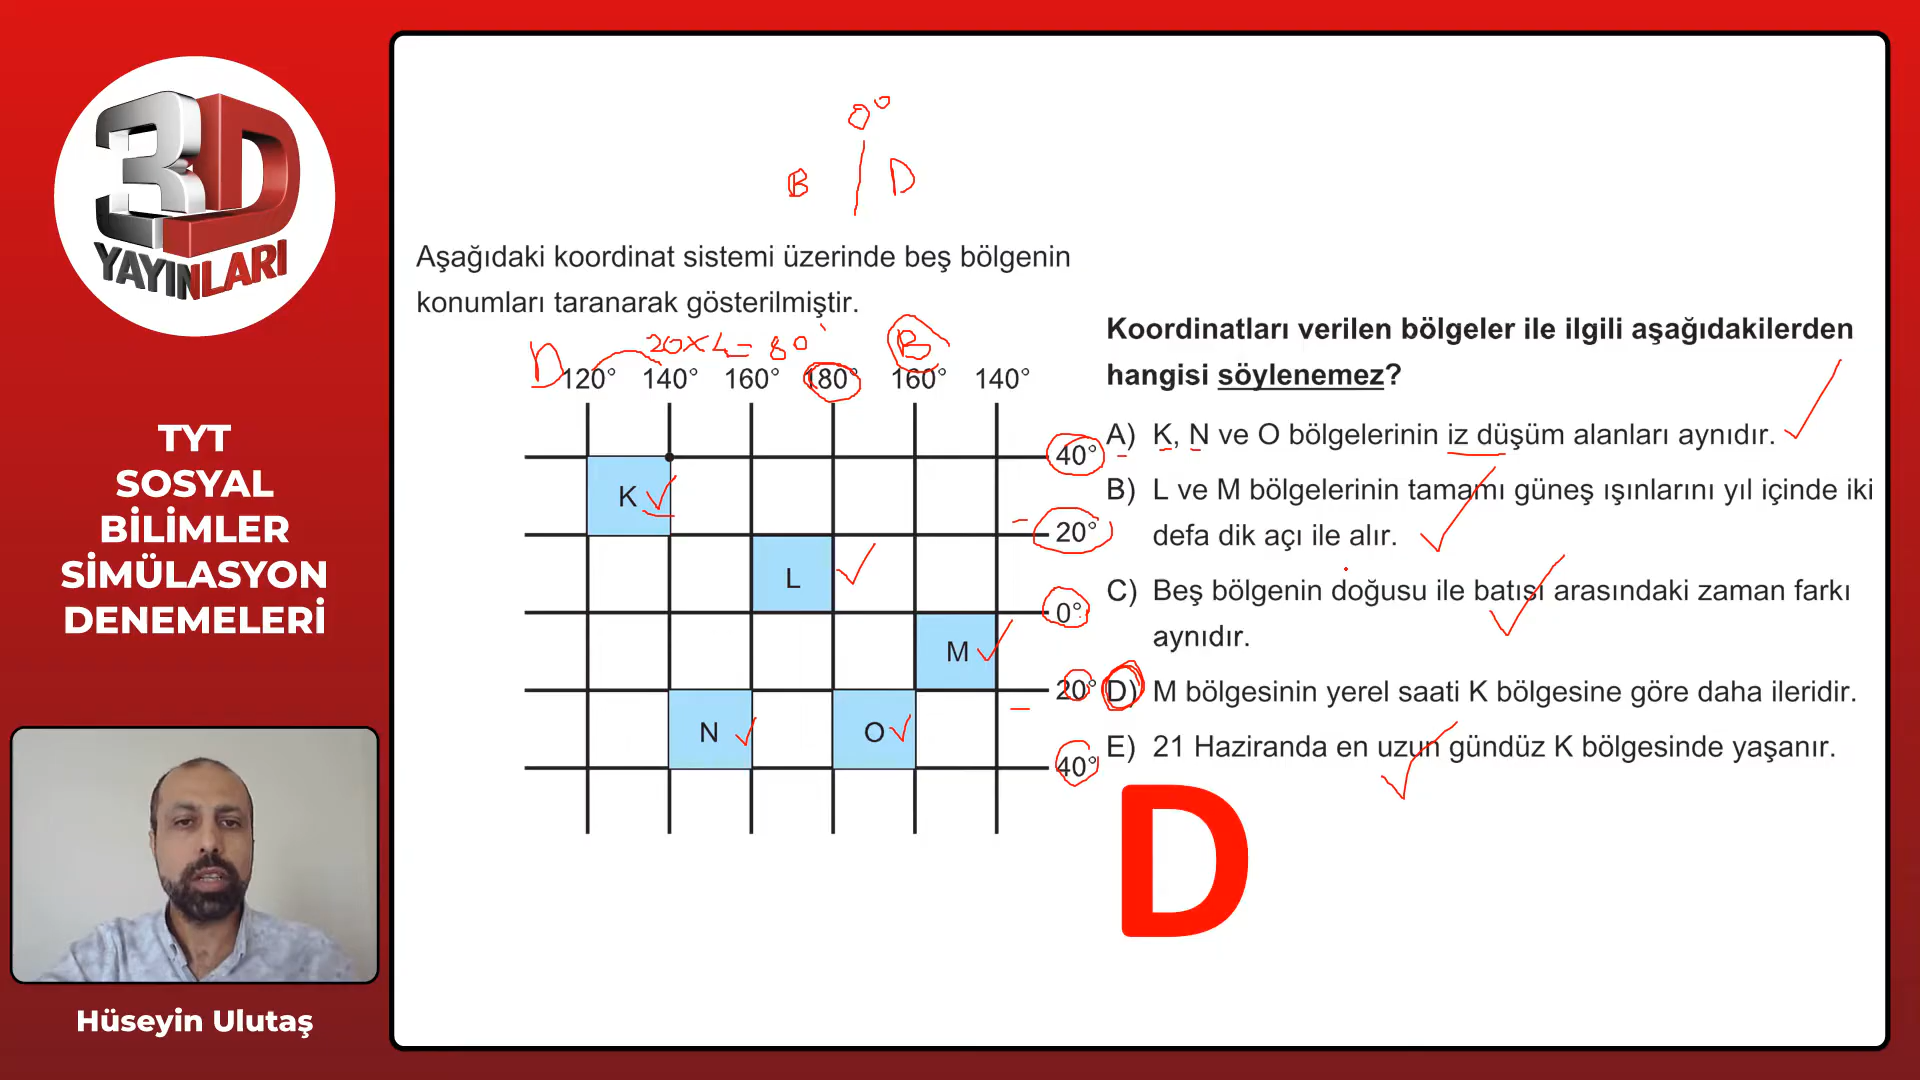 3D
YAYINLARI
TYT
SOSYAL
BİLİMLER
SİMÜLASYON
DENEMELERİ
Hüseyin Ulutaş
0°
B D
Aşağıdaki koordinat sistemi üzerinde beş bölgenin
konumları taranarak gösterilmiştir.
D 20x4=80' B
120° 140° 160° 180° 160° 140°
40°
K
20°
L
0°
M
20°
N O
40°
Koordinatları verilen bölgeler ile ilgili aşağıdakilerden
hangisi söylenemez?
A) K, N ve O bölgelerinin iz düşüm alanları aynıdır.
B) L ve M bölgelerinin tamamı güneş ışınlarını yıl içinde iki
defa dik açı ile alır.
C) Beş bölgenin doğusu ile batısı arasındaki zaman farkı
aynıdır.
D) M bölgesinin yerel saati K bölgesine göre daha ileridir.
E) 21 Haziranda en uzun gündüz K bölgesinde yaşanır.
D